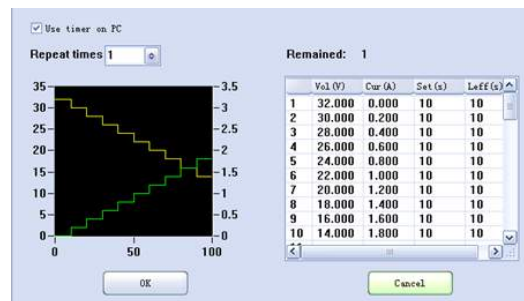 Use timer on PC
Repeat times 1
Remained: 1
35 3.5
30 3
25 2.5
20 2
15 1.5
10 1
5 0.5
0 0
0 50 100
Vol(V) Cur(A) Set(s) Leff(s)
1 32.000 0.000 10 10
2 30.000 0.200 10 10
3 28.000 0.400 10 10
4 26.000 0.600 10 10
5 24.000 0.800 10 10
6 22.000 1.000 10 10
7 20.000 1.200 10 10
8 18.000 1.400 10 10
9 16.000 1.600 10 10
10 14.000 1.800 10 10
OK
Cancel